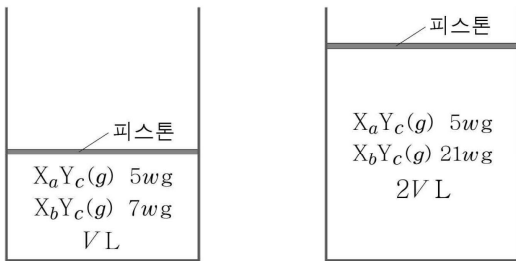 피스톤
XaYc(g) 5wg
XbYc(g) 7wg
V L
피스톤
XaYc(g) 5wg
XbYc(g) 21wg
2V L